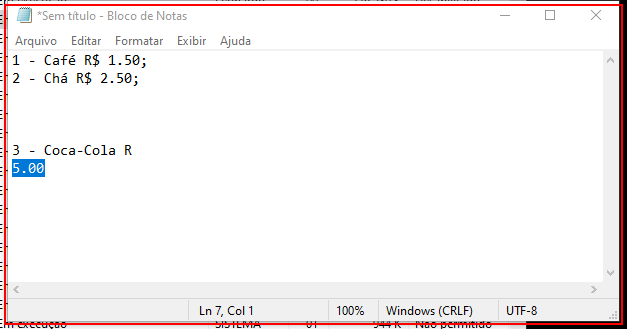 *Sem título - Bloco de Notas
Arquivo Editar Formatar Exibir Ajuda
1 - Café R$ 1.50;
2 - Chá R$ 2.50;
3 - Coca-Cola R
5.00
Ln 7, Col 1 100% Windows (CRLF) UTF-8